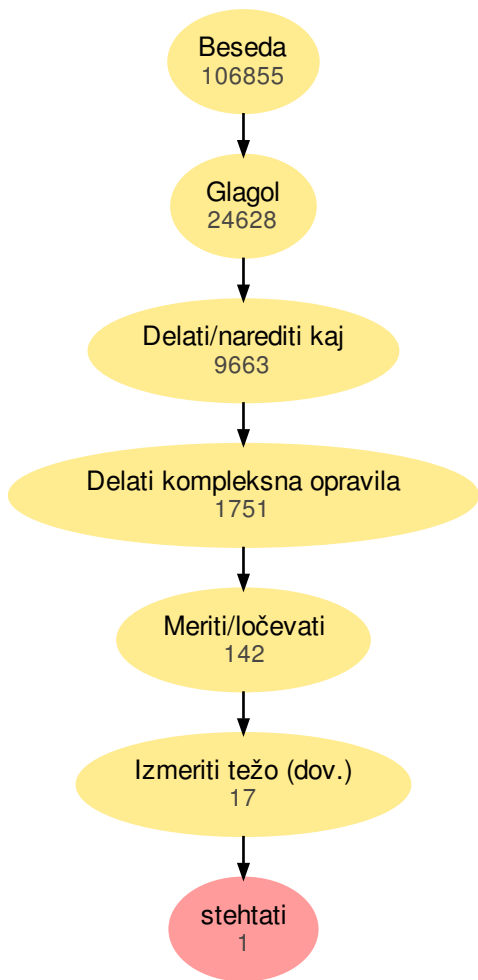 Beseda
106855
Glagol
24628
Delati/narediti kaj
9663
Delati kompleksna opravila
1751
Meriti/ločevati
142
Izmeriti težo (dov.)
17
stehtati
1